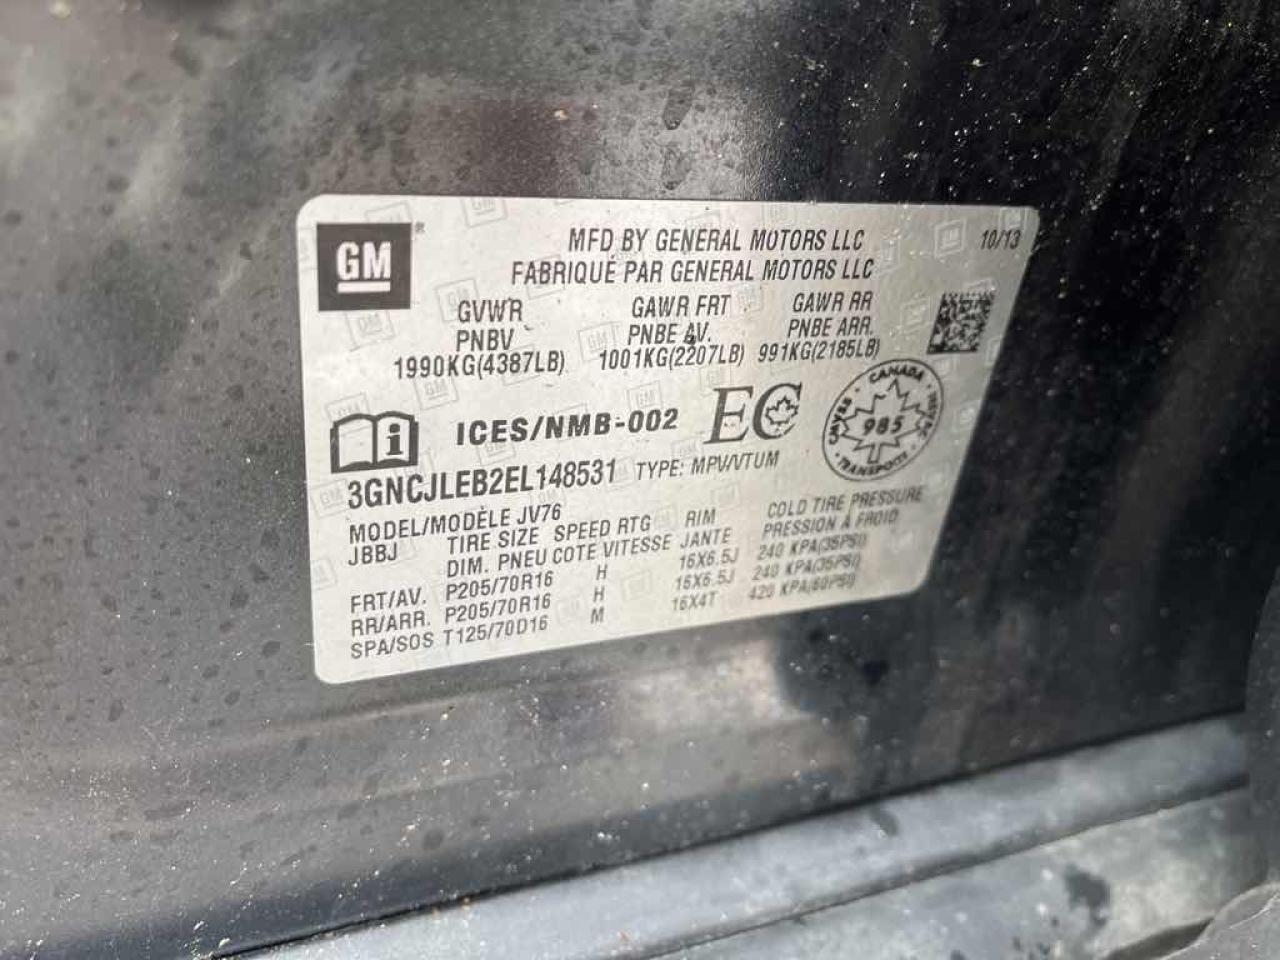 GM
MFD BY GENERAL MOTORS LLC 10/13
FABRIQUÉ PAR GENERAL MOTORS LLC
GVWR GAWR FRT GAWR RR
PNBV PNBE AV. PNBE ARR.
1990KG(4387LB) 1001KG(2207LB) 991KG(2185LB)
ICES/NMB-002 EC
CANADA
985
TRANSPORTS
3GNCJLEB2EL148531 TYPE: MPV/VTUM
MODEL/MODÈLE JV76
JBBJ TIRE SIZE SPEED RTG RIM COLD TIRE PRESSURE
DIM. PNEU COTE VITESSE JANTE PRESSION À FROID
FRT/AV. P205/70R16 H 16X6.5J 240 KPA(35PSI)
RR/ARR. P205/70R16 H 16X6.5J 240 KPA(35PSI)
SPA/SOS T125/70D16 M 16X4T 420 KPA(60PSI)